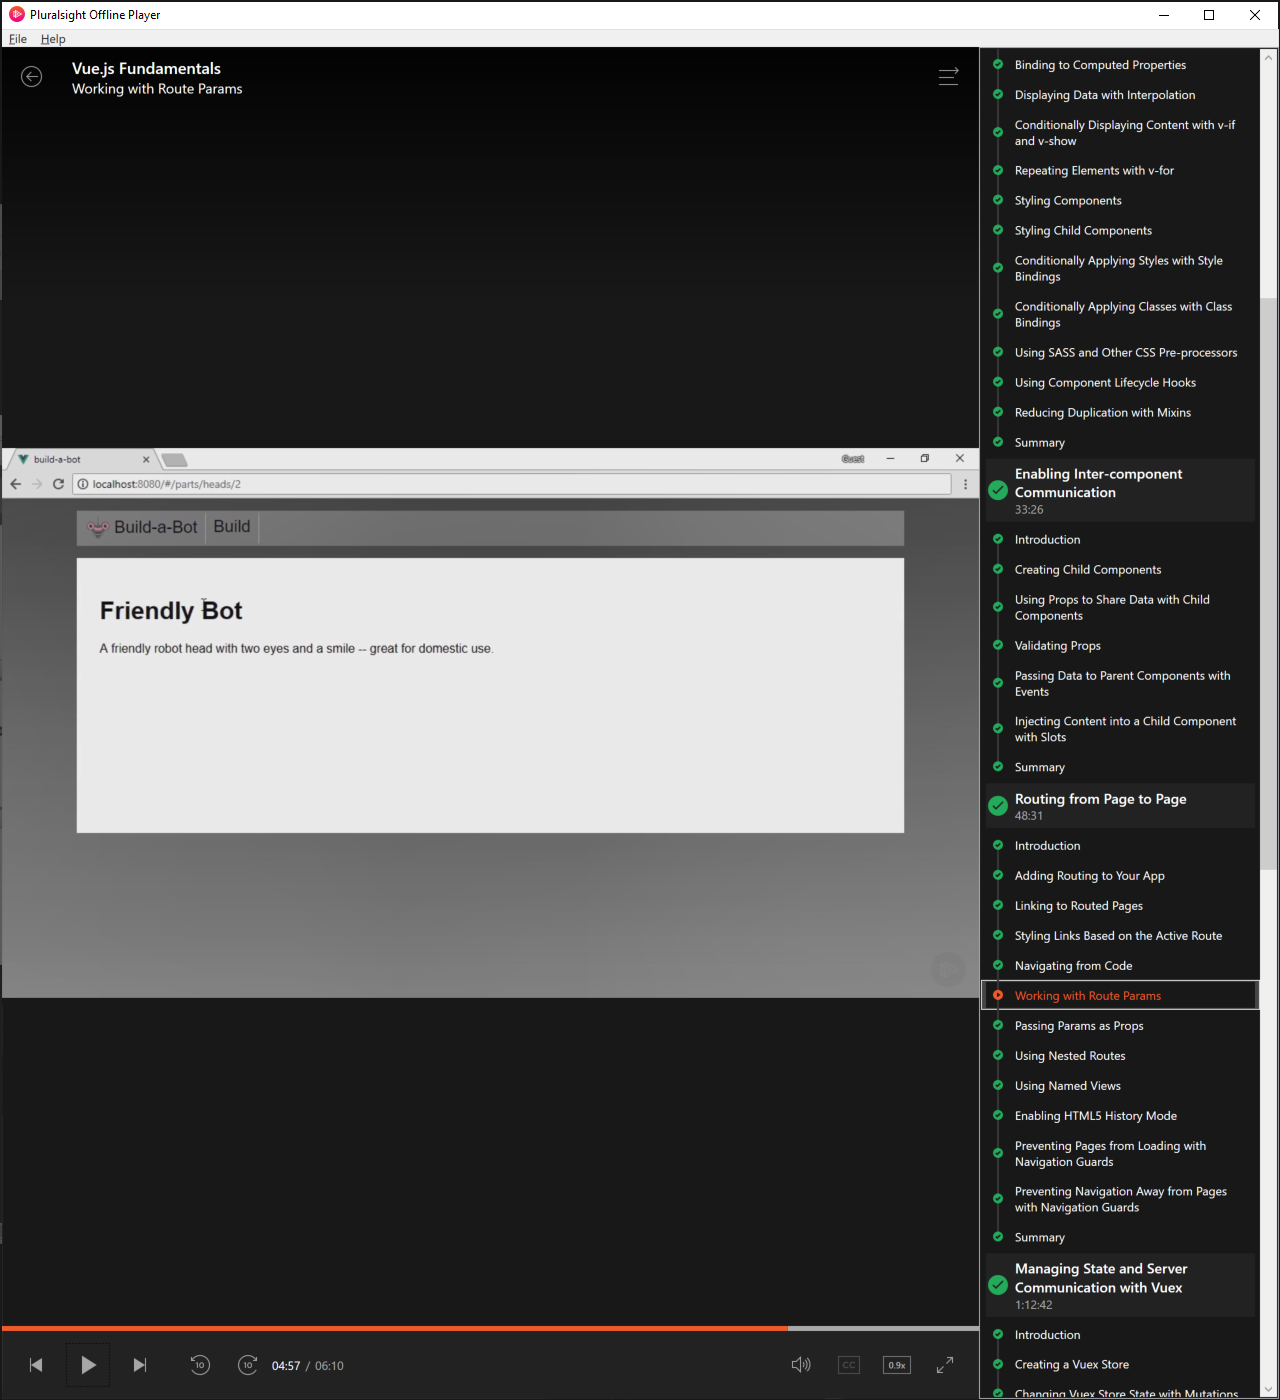 Pluralsight Offline Player
File Help
Vue.js Fundamentals
Working with Route Params
build-a-bot
Guest
localhost:8080/#/parts/heads/2
Build-a-Bot Build
Friendly Bot
A friendly robot head with two eyes and a smile -- great for domestic use.
10 10 04:57 / 06:10
CC 0.9x
Binding to Computed Properties
Displaying Data with Interpolation
Conditionally Displaying Content with v-if
and v-show
Repeating Elements with v-for
Styling Components
Styling Child Components
Conditionally Applying Styles with Style
Bindings
Conditionally Applying Classes with Class
Bindings
Using SASS and Other CSS Pre-processors
Using Component Lifecycle Hooks
Reducing Duplication with Mixins
Summary
Enabling Inter-component
Communication
33:26
Introduction
Creating Child Components
Using Props to Share Data with Child
Components
Validating Props
Passing Data to Parent Components with
Events
Injecting Content into a Child Component
with Slots
Summary
Routing from Page to Page
48:31
Introduction
Adding Routing to Your App
Linking to Routed Pages
Styling Links Based on the Active Route
Navigating from Code
Working with Route Params
Passing Params as Props
Using Nested Routes
Using Named Views
Enabling HTML5 History Mode
Preventing Pages from Loading with
Navigation Guards
Preventing Navigation Away from Pages
with Navigation Guards
Summary
Managing State and Server
Communication with Vuex
1:12:42
Introduction
Creating a Vuex Store
Changing Vuex Store State with Mutations